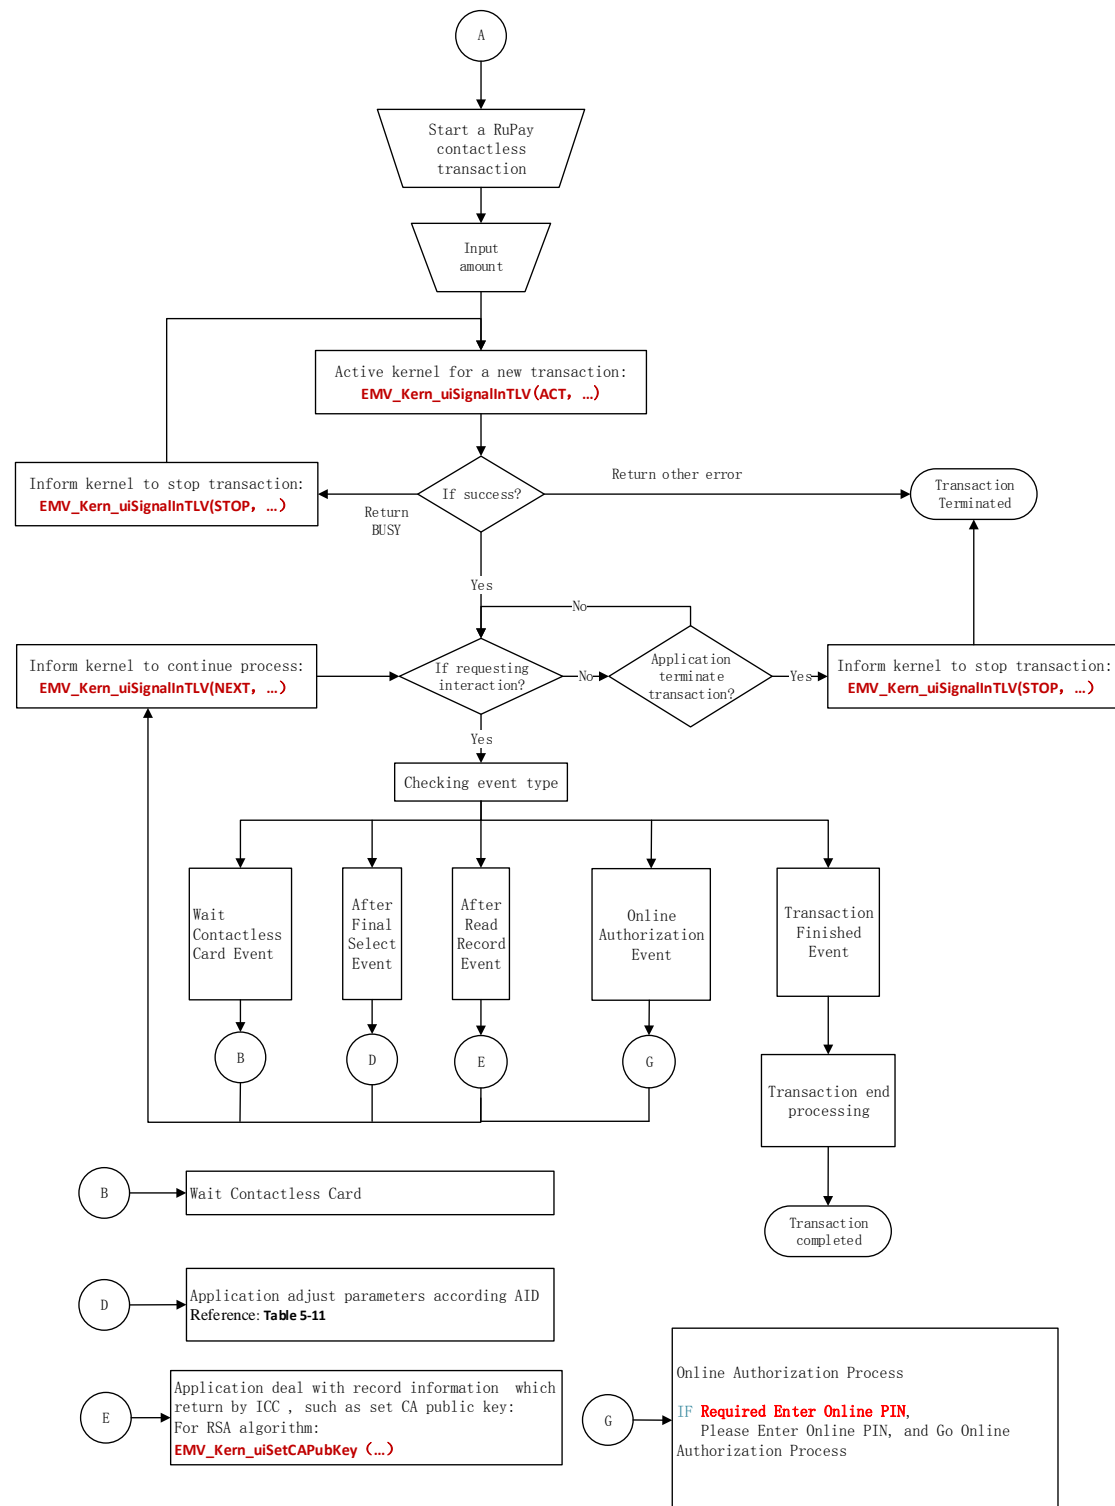 A
Start a RuPay
contactless
transaction
Input
amount
Active kernel for a new transaction:
EMV_Kern_uiSignalInTLV(ACT, …)
Inform kernel to stop transaction:
EMV_Kern_uiSignalInTLV(STOP, …)
Return
BUSY
If success?
Return other error
Transaction
Terminated
Yes
No
Inform kernel to continue process:
EMV_Kern_uiSignalInTLV(NEXT, …)
If requesting
interaction?
No
Application
terminate
transaction?
Yes
Inform kernel to stop transaction:
EMV_Kern_uiSignalInTLV(STOP, …)
Yes
Checking event type
Wait
Contactless
Card Event
After
Final
Select
Event
After
Read
Record
Event
Online
Authorization
Event
Transaction
Finished
Event
B
D
E
G
Transaction end
processing
Transaction
completed
B
Wait Contactless Card
D
Application adjust parameters according AID
Reference: Table 5-11
E
Application deal with record information which
return by ICC , such as set CA public key:
For RSA algorithm:
EMV_Kern_uiSetCAPubKey (…)
G
Online Authorization Process
IF Required Enter Online PIN,
Please Enter Online PIN, and Go Online
Authorization Process